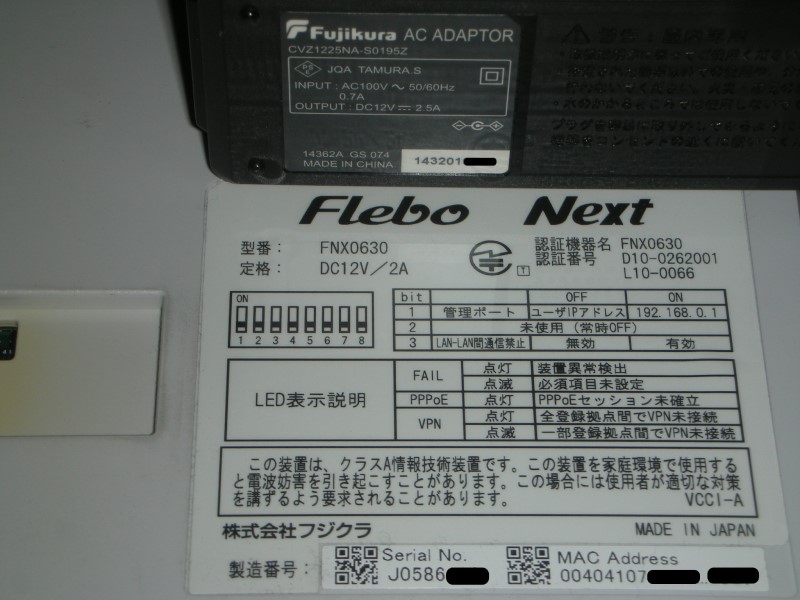 Fujikura AC ADAPTOR
CVZ1225NA-S0195Z
JQA TAMURA.S
INPUT : AC100V ～ 50/60Hz
0.7A
OUTPUT : DC12V ⎓ 2.5A
14362A GS 074
MADE IN CHINA
143201
Flebo Next
型番： FNX0630
定格： DC12V／2A
認証機器名 FNX0630
認証番号 D10-0262001
L10-0066
T
ON
1 2 3 4 5 6 7 8
bit OFF ON
1 管理ポート ユーザIPアドレス 192.168.0.1
2 未使用（常時OFF）
3 LAN-LAN間通信禁止 無効 有効
LED表示説明
FAIL 点灯 装置異常検出
点滅 必須項目未設定
PPPoE 点灯 PPPoEセッション未確立
VPN 点灯 全登録拠点間でVPN未接続
点滅 一部登録拠点間でVPN未接続
この装置は、クラスA情報技術装置です。この装置を家庭環境で使用する
と電波妨害を引き起こすことがあります。この場合には使用者が適切な対策
を講ずるよう要求されることがあります。 VCCI-A
株式会社フジクラ MADE IN JAPAN
製造番号：
Serial No.
J0586
MAC Address
00404107